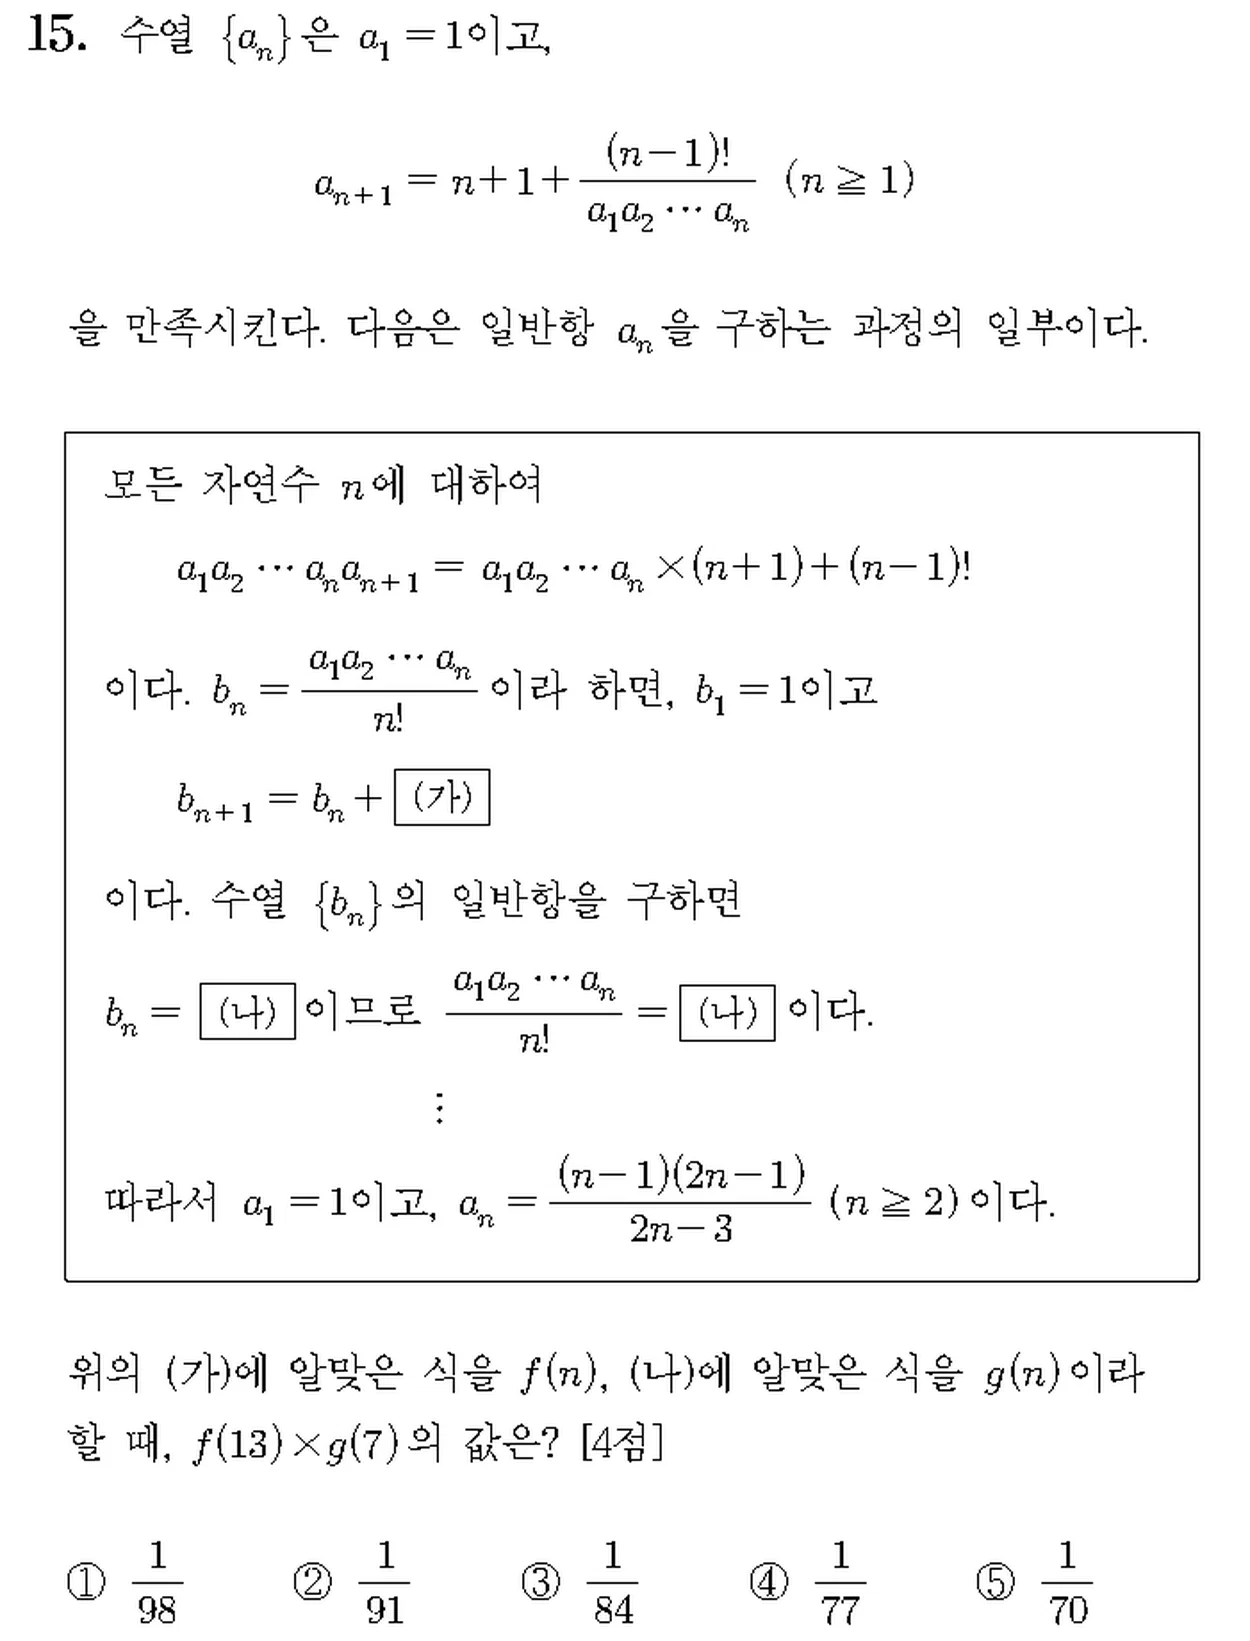 15. 수열 {aₙ}은 a₁ = 1이고,
aₙ₊₁ = n+1+ (n−1)!/(a₁a₂ ⋯ aₙ) (n ≧ 1)
을 만족시킨다. 다음은 일반항 aₙ을 구하는 과정의 일부이다.
모든 자연수 n에 대하여
a₁a₂ ⋯ aₙaₙ₊₁ = a₁a₂ ⋯ aₙ ×(n+1)+(n−1)!
이다. bₙ = (a₁a₂ ⋯ aₙ)/n! 이라 하면, b₁ = 1이고
bₙ₊₁ = bₙ + (가)
이다. 수열 {bₙ}의 일반항을 구하면
bₙ = (나) 이므로 (a₁a₂ ⋯ aₙ)/n! = (나) 이다.
⋮
따라서 a₁ = 1이고, aₙ = (n−1)(2n−1)/(2n−3) (n ≧ 2)이다.
위의 (가)에 알맞은 식을 f(n), (나)에 알맞은 식을 g(n)이라
할 때, f(13)×g(7)의 값은? [4점]
① 1/98 ② 1/91 ③ 1/84 ④ 1/77 ⑤ 1/70